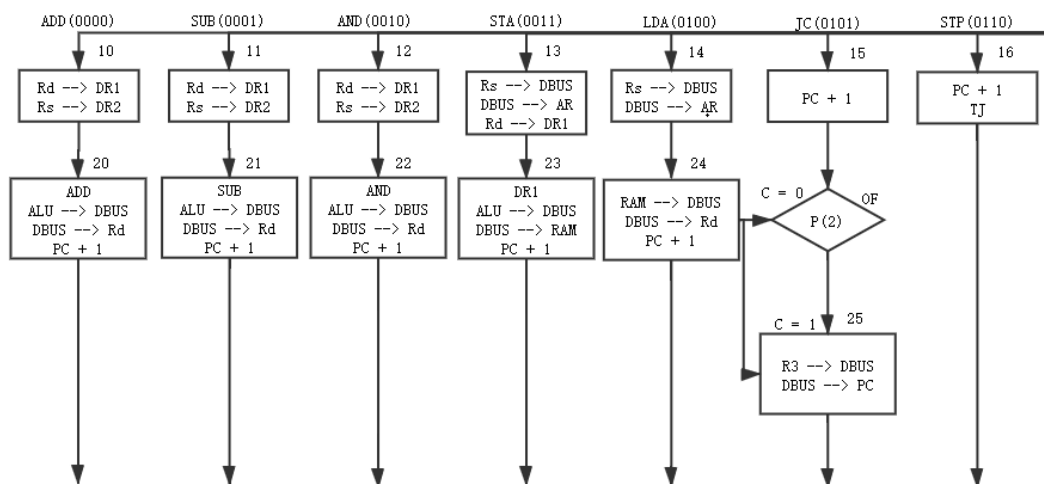 ADD(0000) SUB(0001) AND(0010) STA(0011) LDA(0100) JC(0101) STP(0110)
10 11 12 13 14 15 16
Rd --> DR1
Rs --> DR2
Rd --> DR1
Rs --> DR2
Rd --> DR1
Rs --> DR2
Rs --> DBUS
DBUS --> AR
Rd --> DR1
Rs --> DBUS
DBUS --> AR
PC + 1
PC + 1
TJ
20 21 22 23 24
ADD
ALU --> DBUS
DBUS --> Rd
PC + 1
SUB
ALU --> DBUS
DBUS --> Rd
PC + 1
AND
ALU --> DBUS
DBUS --> Rd
PC + 1
DR1
ALU --> DBUS
DBUS --> RAM
PC + 1
RAM --> DBUS
DBUS --> Rd
PC + 1
C = 0
OF
P(2)
C = 1
25
R3 --> DBUS
DBUS --> PC